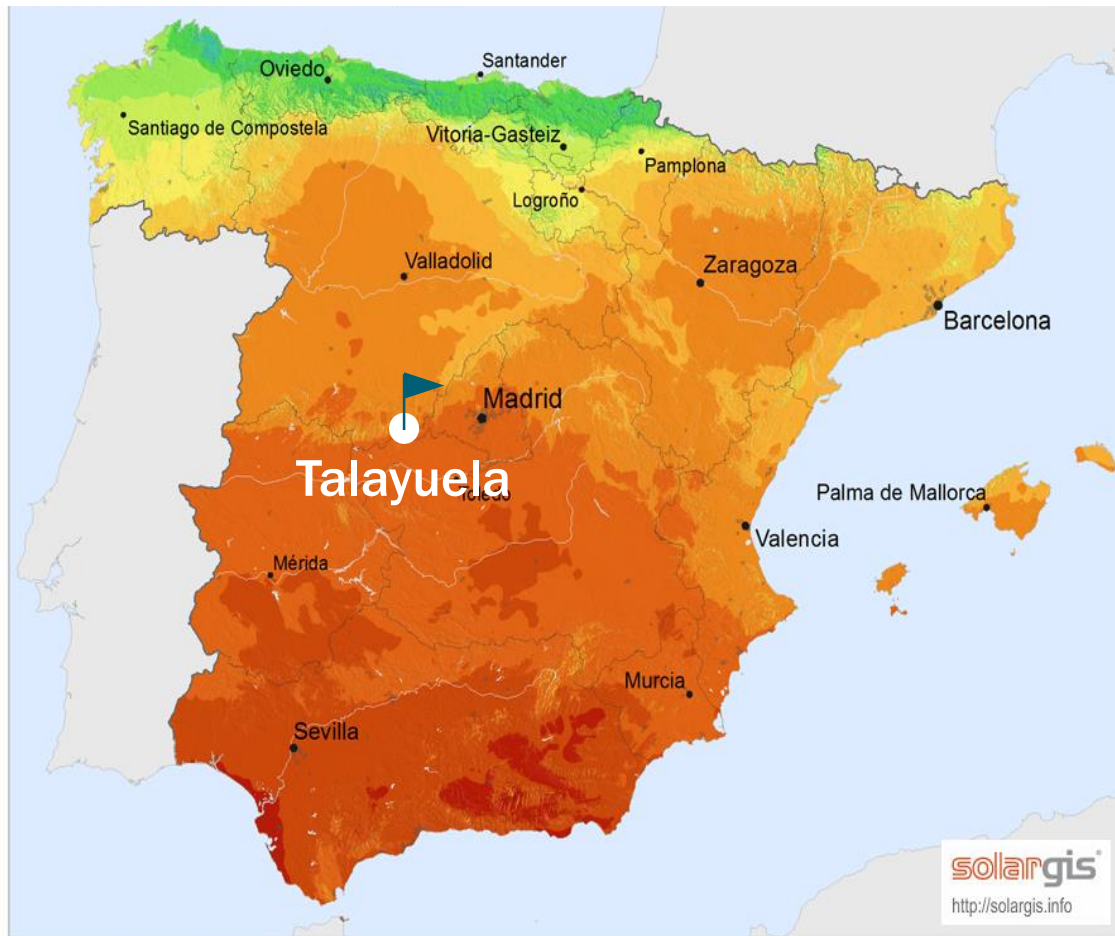 Santander
Oviedo
Santiago de Compostela
Vitoria-Gasteiz
Pamplona
Logroño
Valladolid
Zaragoza
Barcelona
Madrid
Talayuela
Toledo
Palma de Mallorca
Valencia
Mérida
Murcia
Sevilla
solargis®
http://solargis.info